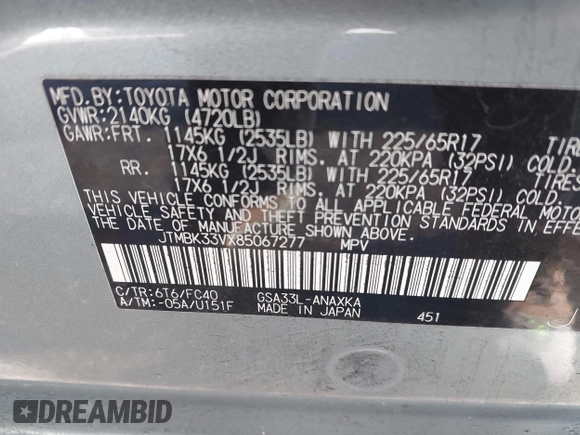 MFD. BY: TOYOTA MOTOR CORPORATION
GVWR: 2140KG (4720LB)
GAWR: FRT. 1145KG (2535LB) WITH 225/65R17 TIRE
17X6 1/2J RIMS. AT 220KPA (32PSI) COLD.
RR. 1145KG (2535LB) WITH 225/65R17 TIRES
17X6 1/2J RIMS. AT 220KPA (32PSI) COLD.
THIS VEHICLE CONFORMS TO ALL APPLICABLE FEDERAL MOTO
VEHICLE SAFETY AND THEFT PREVENTION STANDARDS IN EFFE
THE DATE OF MANUFACTURE SHOWN ABOVE.
JTMBK33VX85067277 MPV
C/TR: 6T6/FC40 GSA33L-ANAXKA
A/TM: -05A/U151F MADE IN JAPAN 451
DREAMBID